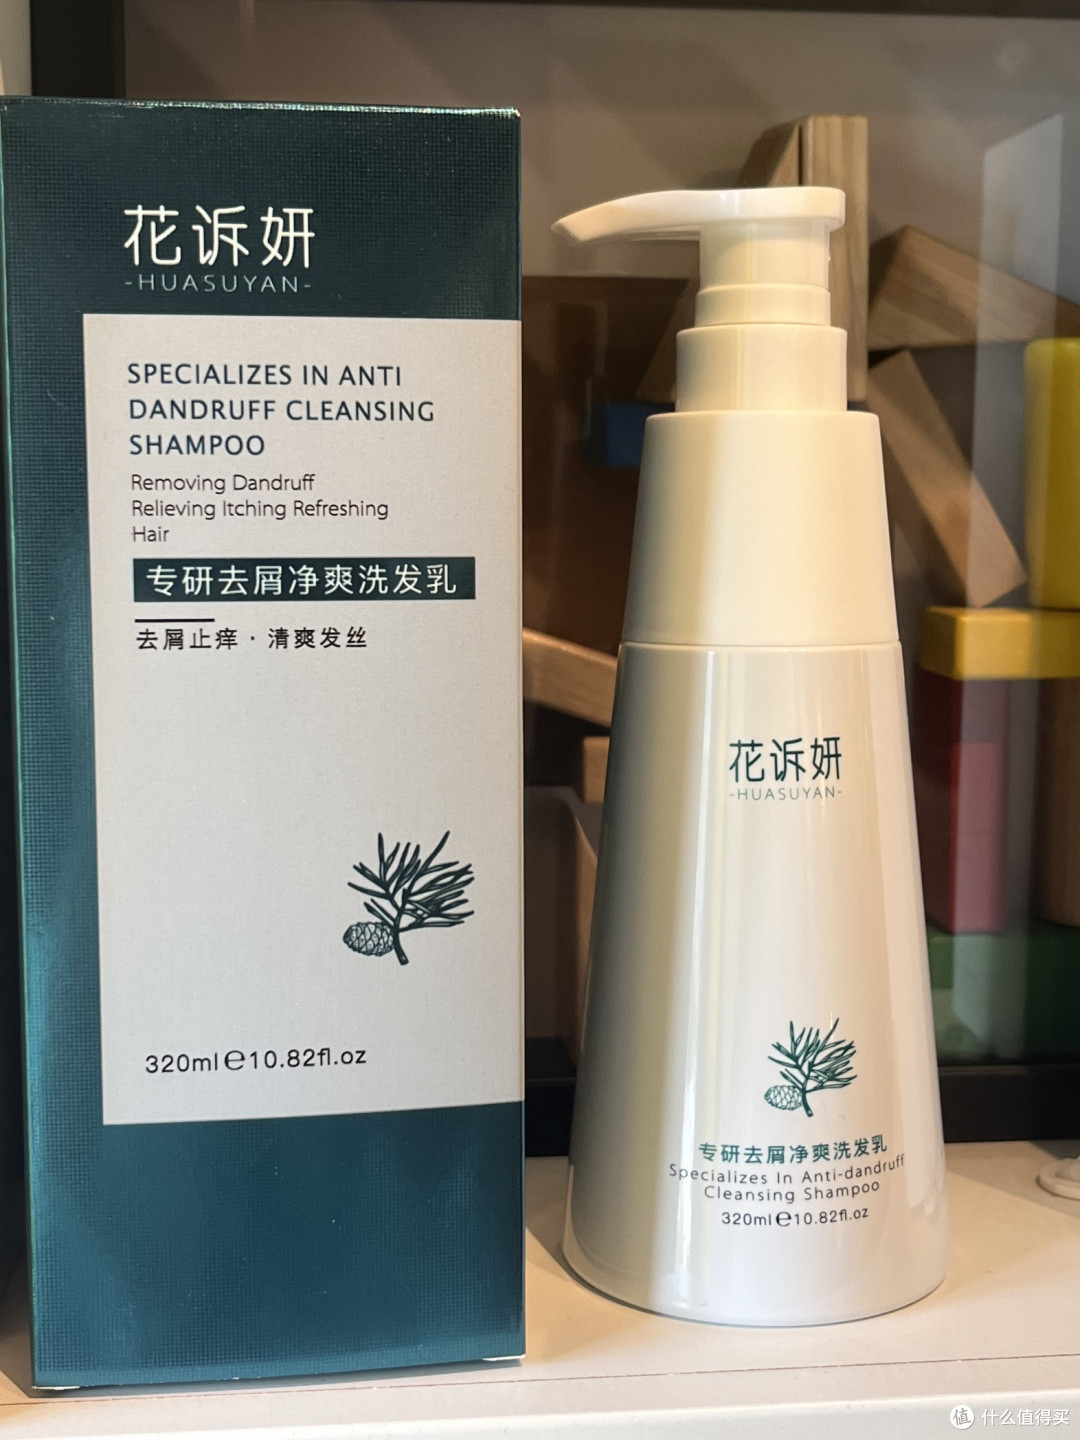 花诉妍
-HUASUYAN-
SPECIALIZES IN ANTI
DANDRUFF CLEANSING
SHAMPOO
Removing Dandruff
Relieving Itching Refreshing
Hair
专研去屑净爽洗发乳
去屑止痒·清爽发丝
320ml℮10.82fl.oz
花诉妍
-HUASUYAN-
专研去屑净爽洗发乳
Specializes In Anti-dandruff
Cleansing Shampoo
320ml℮10.82fl.oz
值 什么值得买